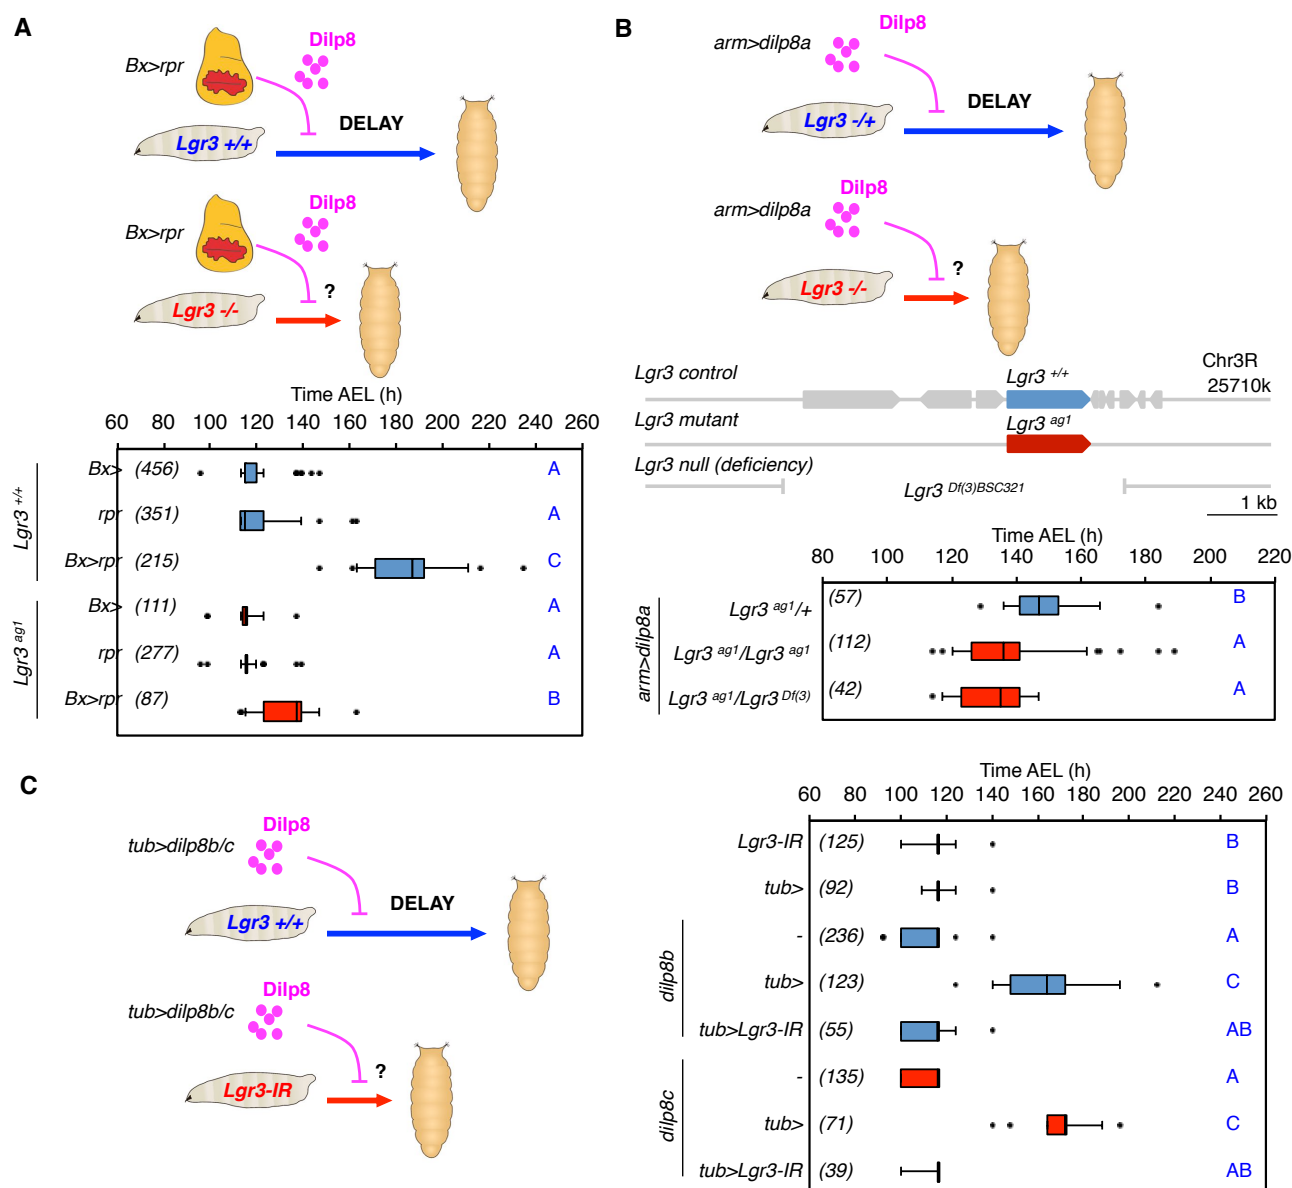 A
Dilp8
Bx>rpr
DELAY
Lgr3 +/+
Dilp8
Bx>rpr
?
Lgr3 -/-
Time AEL (h)
60 80 100 120 140 160 180 200 220 240 260
Lgr3 +/+
Bx> (456) A
rpr (351) A
Bx>rpr (215) C
Lgr3 ag1
Bx> (111) A
rpr (277) A
Bx>rpr (87) B
B
Dilp8
arm>dilp8a
DELAY
Lgr3 -/+
Dilp8
arm>dilp8a
?
Lgr3 -/-
Lgr3 control
Lgr3 +/+
Chr3R
25710k
Lgr3 mutant
Lgr3 ag1
Lgr3 null (deficiency)
Lgr3 Df(3)BSC321
1 kb
Time AEL (h)
80 100 120 140 160 180 200 220
arm>dilp8a
Lgr3 ag1/+ (57) B
Lgr3 ag1/Lgr3 ag1 (112) A
Lgr3 ag1/Lgr3 Df(3) (42) A
C
Dilp8
tub>dilp8b/c
DELAY
Lgr3 +/+
Dilp8
tub>dilp8b/c
?
Lgr3-IR
Time AEL (h)
60 80 100 120 140 160 180 200 220 240 260
Lgr3-IR (125) B
tub> (92) B
dilp8b
- (236) A
tub> (123) C
tub>Lgr3-IR (55) AB
dilp8c
- (135) A
tub> (71) C
tub>Lgr3-IR (39) AB